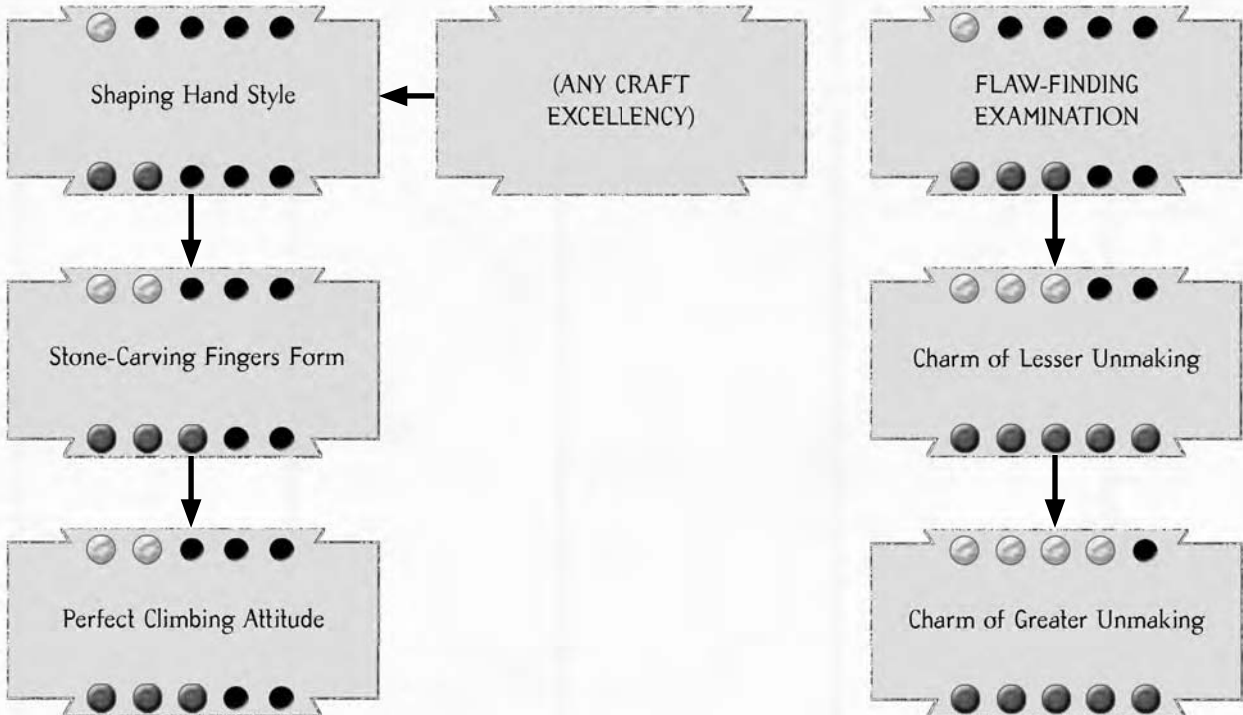 Shaping Hand Style
(ANY CRAFT
EXCELLENCY)
FLAW-FINDING
EXAMINATION
Stone-Carving Fingers Form
Charm of Lesser Unmaking
Perfect Climbing Attitude
Charm of Greater Unmaking